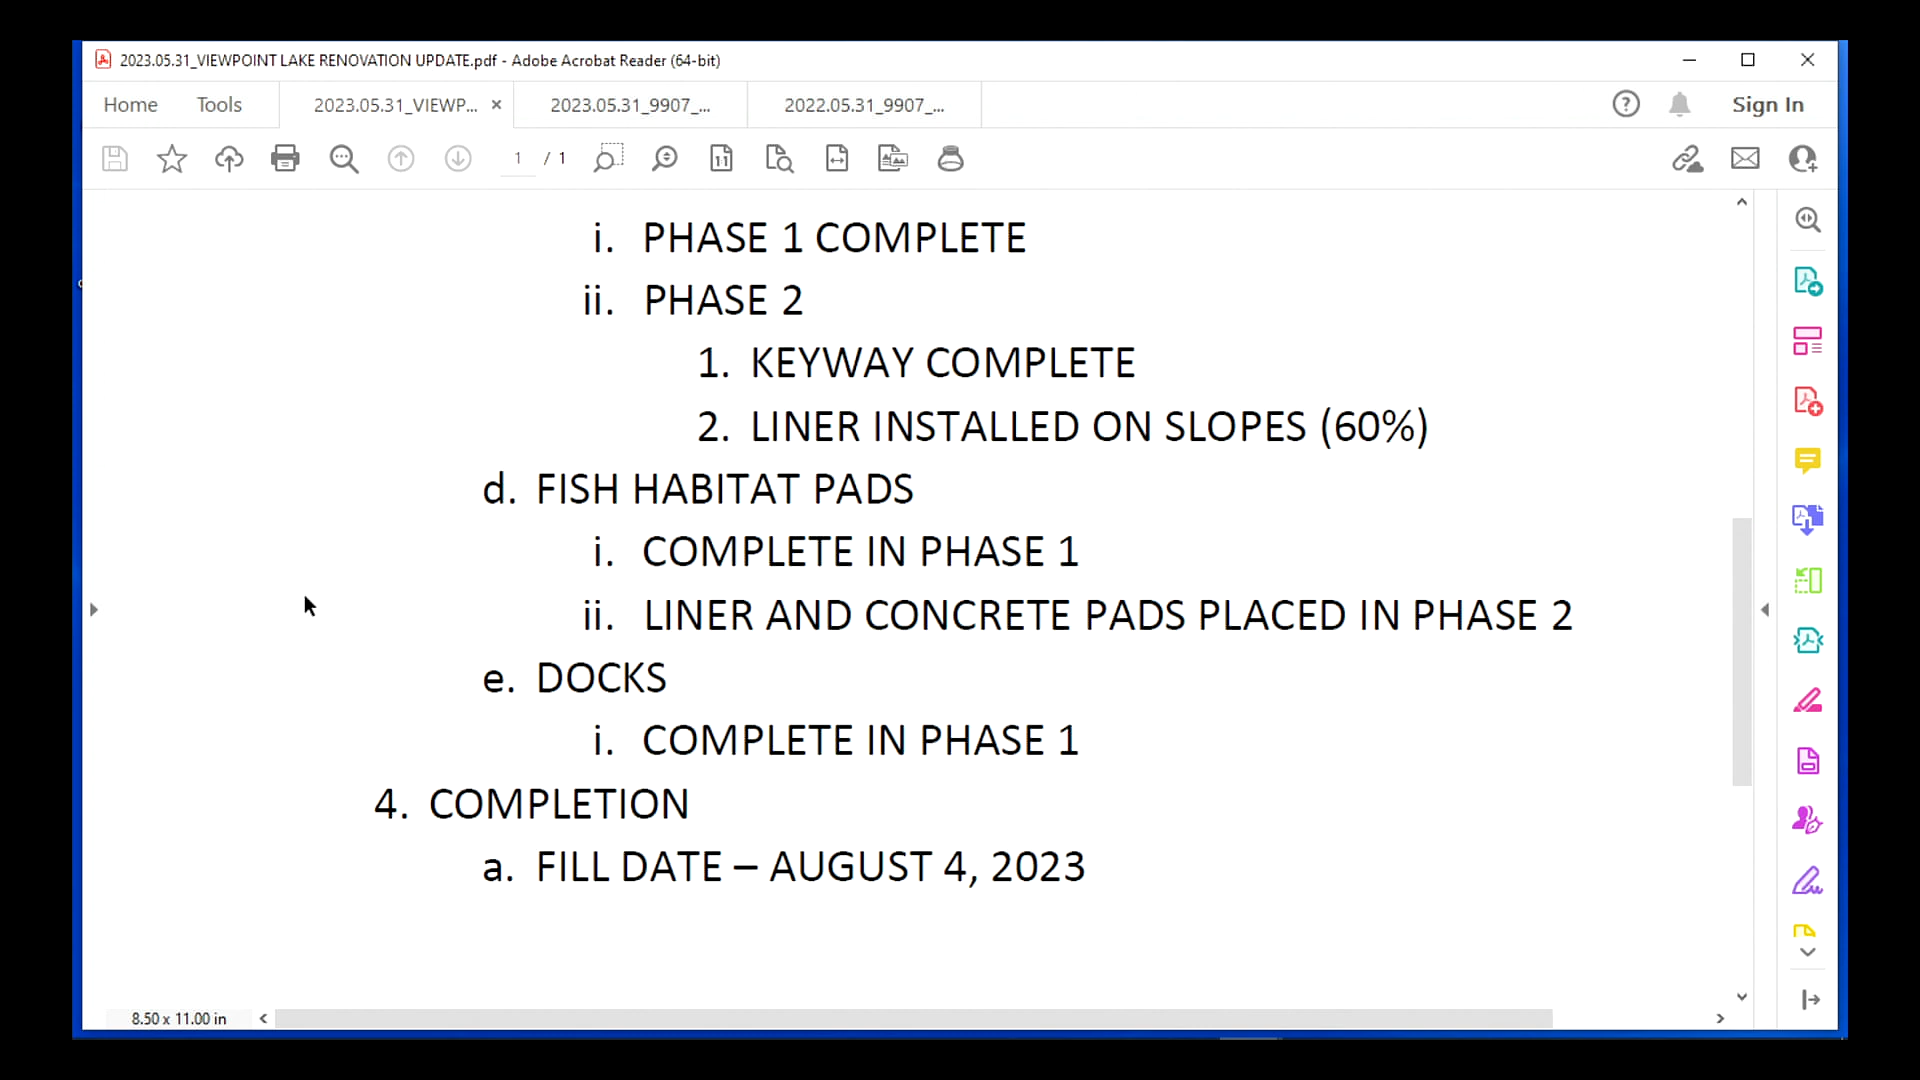 2023.05.31_VIEWPOINT LAKE RENOVATION UPDATE.pdf - Adobe Acrobat Reader (64-bit)
Home Tools 2023.05.31_VIEWP... × 2023.05.31_9907_... 2022.05.31_9907_... Sign In
1 / 1
i. PHASE 1 COMPLETE
ii. PHASE 2
1. KEYWAY COMPLETE
2. LINER INSTALLED ON SLOPES (60%)
d. FISH HABITAT PADS
i. COMPLETE IN PHASE 1
ii. LINER AND CONCRETE PADS PLACED IN PHASE 2
e. DOCKS
i. COMPLETE IN PHASE 1
4. COMPLETION
a. FILL DATE – AUGUST 4, 2023
8.50 x 11.00 in